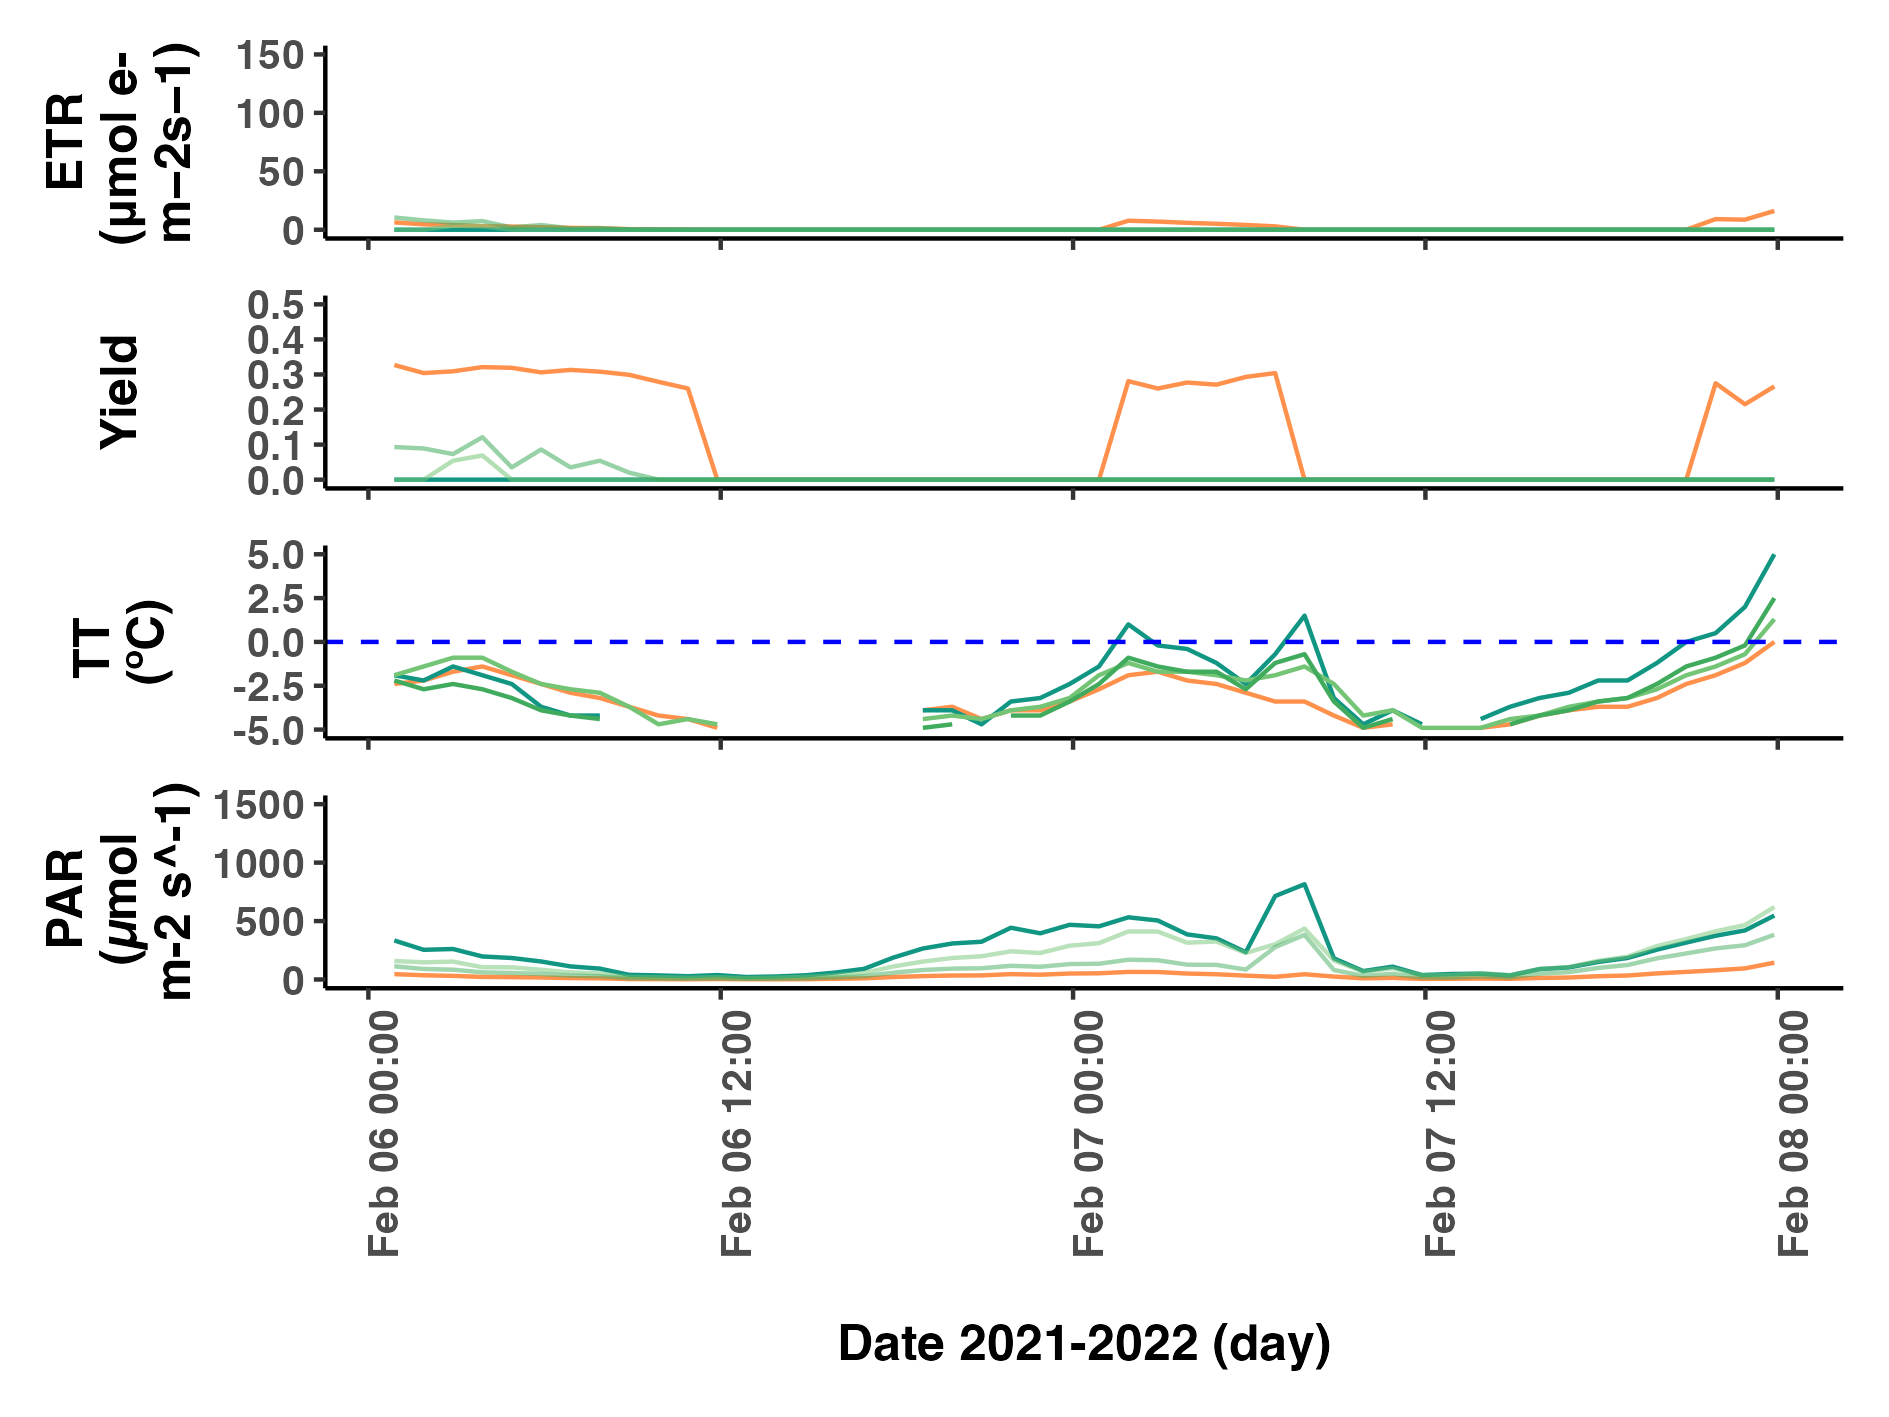 ETR
(µmol e-
m−2s−1)
150
100
50
0
Yield
0.5
0.4
0.3
0.2
0.1
0.0
TT
(ºC)
5.0
2.5
0.0
-2.5
-5.0
PAR
(µmol
m-2 s^-1)
1500
1000
500
0
Feb 06 00:00
Feb 06 12:00
Feb 07 00:00
Feb 07 12:00
Feb 08 00:00
Date 2021-2022 (day)